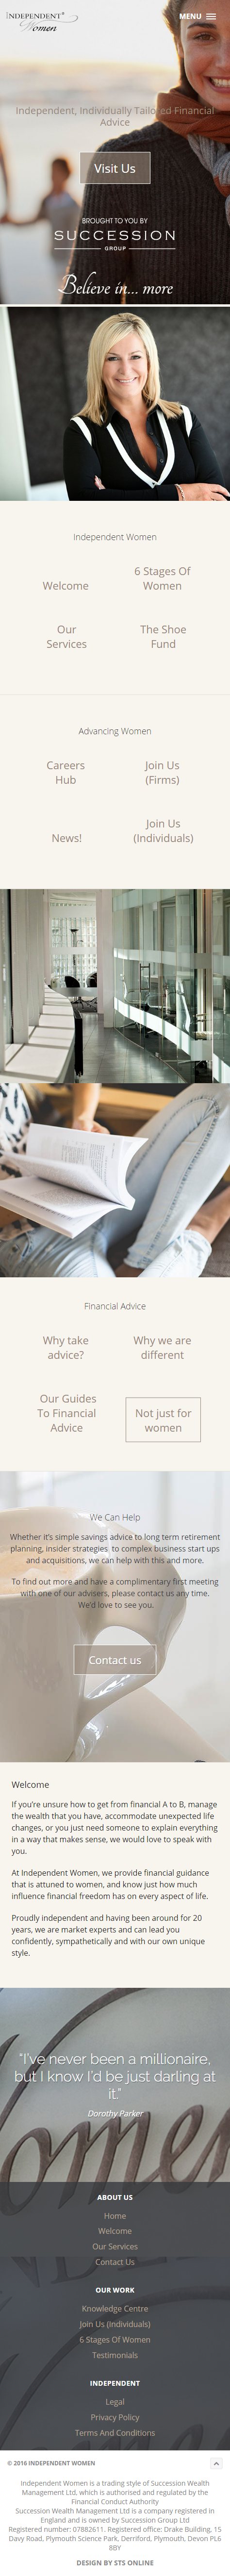 INDEPENDENT®
Women
MENU
Independent, Individually Tailored Financial
Advice
Visit Us
BROUGHT TO YOU BY
SUCCESSION
GROUP
Believe in... more
Independent Women
Welcome
6 Stages Of
Women
Our
Services
The Shoe
Fund
Advancing Women
Careers
Hub
Join Us
(Firms)
News!
Join Us
(Individuals)
Financial Advice
Why take
advice?
Why we are
different
Our Guides
To Financial
Advice
Not just for
women
We Can Help
Whether it's simple savings advice to long term retirement
planning, insider strategies to complex business start ups
and acquisitions, we can help with this and more.
To find out more and have a complimentary first meeting
with one of our advisers, please contact us any time.
We'd love to see you.
Contact us
Welcome
If you're unsure how to get from financial A to B, manage
the wealth that you have, accommodate unexpected life
changes, or you just need someone to explain everything
in a way that makes sense, we would love to speak with
you.
At Independent Women, we provide financial guidance
that is attuned to women, and know just how much
influence financial freedom has on every aspect of life.
Proudly independent and having been around for 20
years, we are market experts and can lead you
confidently, sympathetically and with our own unique
style.
"I've never been a millionaire,
but I know I'd be just darling at
it."
Dorothy Parker
ABOUT US
Home
Welcome
Our Services
Contact Us
OUR WORK
Knowledge Centre
Join Us (Individuals)
6 Stages Of Women
Testimonials
INDEPENDENT
Legal
Privacy Policy
Terms And Conditions
© 2016 INDEPENDENT WOMEN
Independent Women is a trading style of Succession Wealth
Management Ltd, which is authorised and regulated by the
Financial Conduct Authority
Succession Wealth Management Ltd is a company registered in
England and is owned by Succession Group Ltd
Registered number: 07882611. Registered office: Drake Building, 15
Davy Road, Plymouth Science Park, Derriford, Plymouth, Devon PL6
8BY
DESIGN BY STS ONLINE